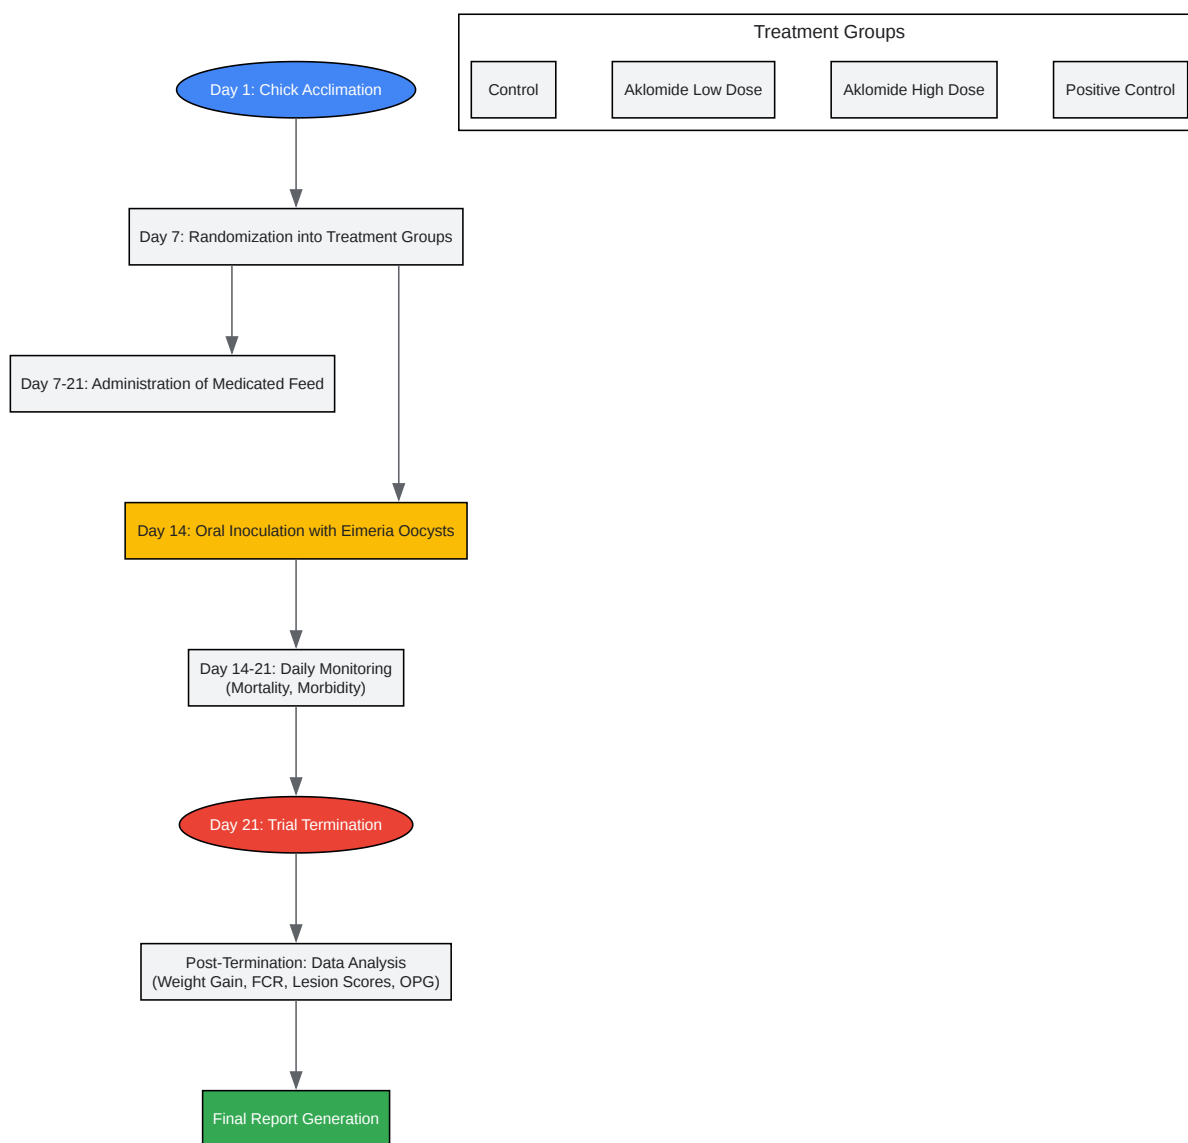 Treatment Groups
Control
Aklomide Low Dose
Aklomide High Dose
Positive Control
Day 1: Chick Acclimation
Day 7: Randomization into Treatment Groups
Day 7-21: Administration of Medicated Feed
Day 14: Oral Inoculation with Eimeria Oocysts
Day 14-21: Daily Monitoring
(Mortality, Morbidity)
Day 21: Trial Termination
Post-Termination: Data Analysis
(Weight Gain, FCR, Lesion Scores, OPG)
Final Report Generation